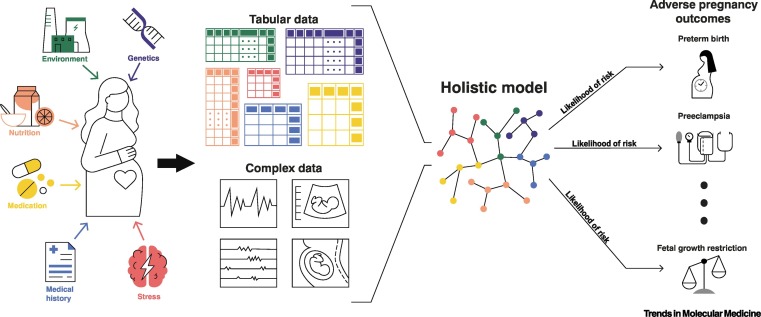 Environment
Genetics
Nutrition
Medication
Medical
history
Stress
Tabular data
Complex data
Holistic model
Likelihood of risk
Likelihood of risk
Likelihood of risk
Adverse pregnancy
outcomes
Preterm birth
Preeclampsia
Fetal growth restriction
Trends in Molecular Medicine